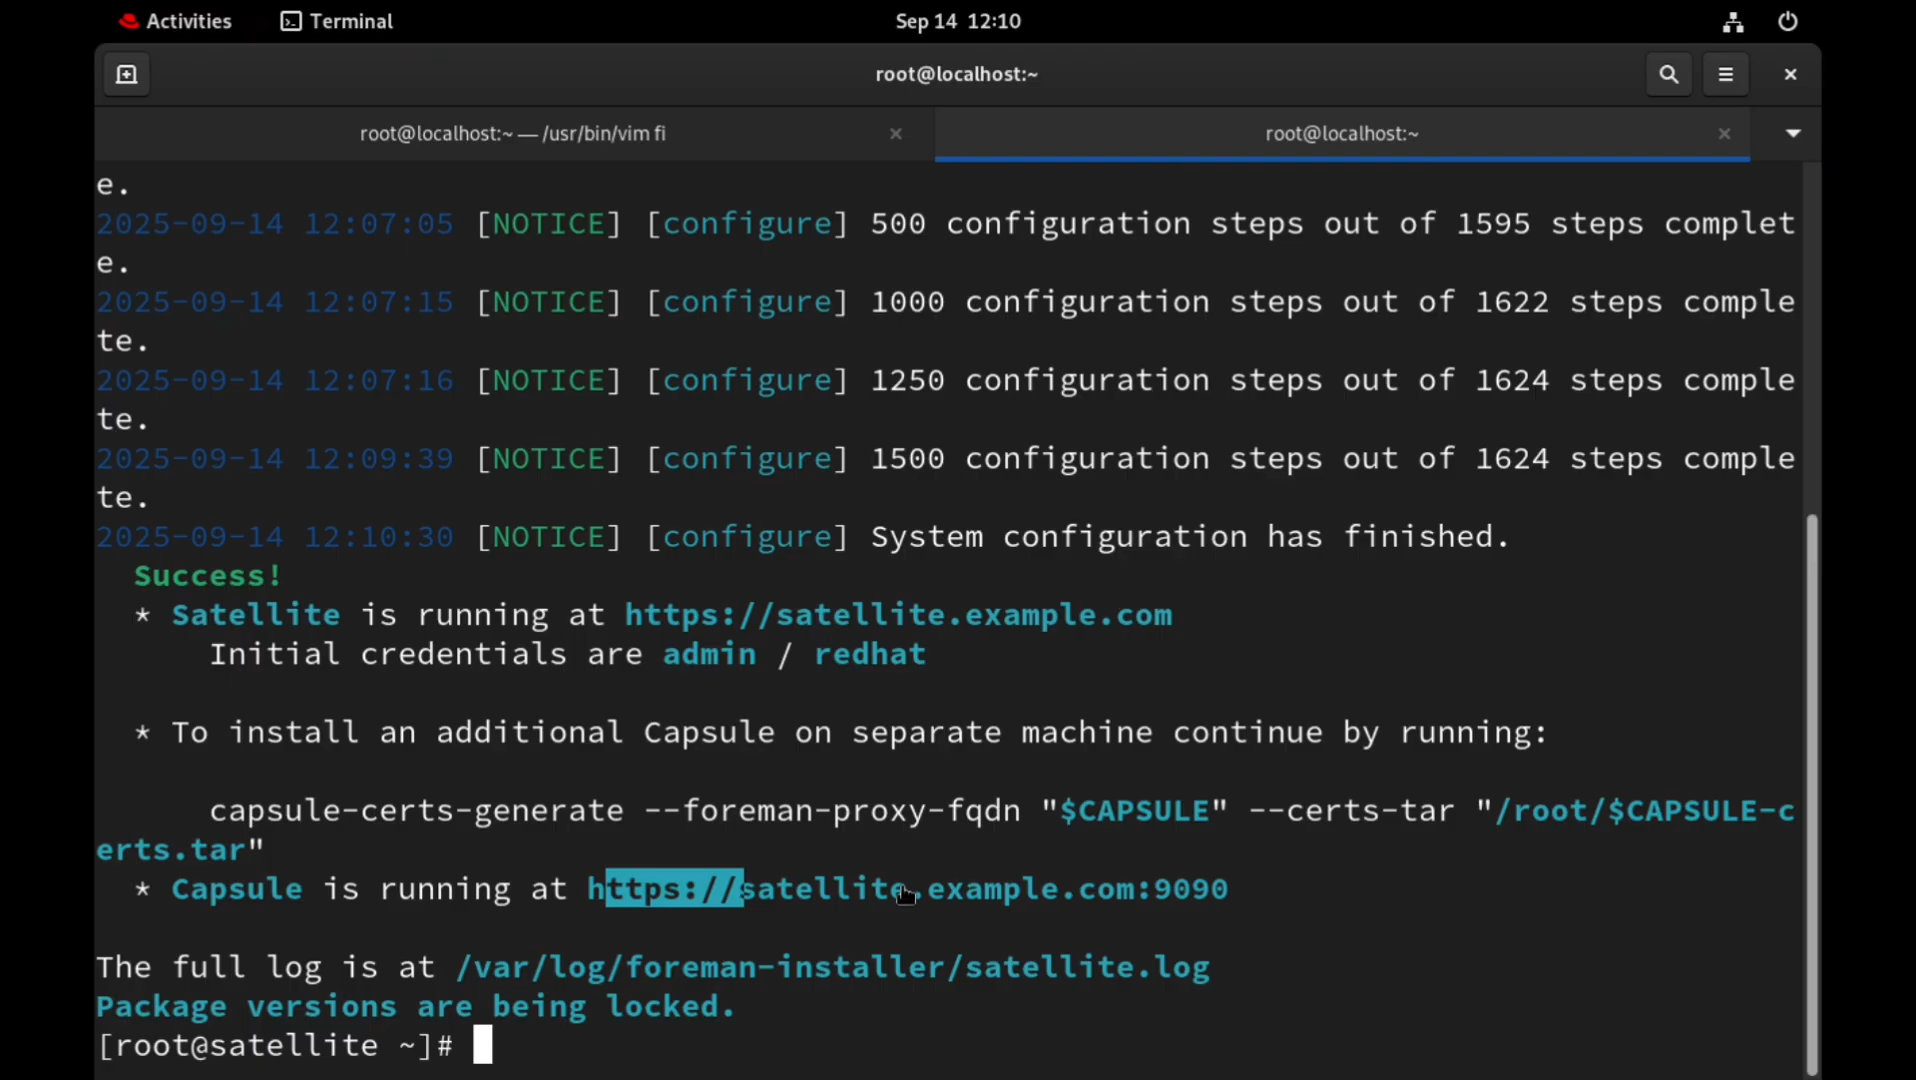 Activities Terminal Sep 14 12:10
root@localhost:~
root@localhost:~ — /usr/bin/vim fi × root@localhost:~ ×
e.
2025-09-14 12:07:05 [NOTICE] [configure] 500 configuration steps out of 1595 steps complet
e.
2025-09-14 12:07:15 [NOTICE] [configure] 1000 configuration steps out of 1622 steps comple
te.
2025-09-14 12:07:16 [NOTICE] [configure] 1250 configuration steps out of 1624 steps comple
te.
2025-09-14 12:09:39 [NOTICE] [configure] 1500 configuration steps out of 1624 steps comple
te.
2025-09-14 12:10:30 [NOTICE] [configure] System configuration has finished.
Success!
* Satellite is running at https://satellite.example.com
Initial credentials are admin / redhat
* To install an additional Capsule on separate machine continue by running:
capsule-certs-generate --foreman-proxy-fqdn "$CAPSULE" --certs-tar "/root/$CAPSULE-c
erts.tar"
* Capsule is running at https://satellite.example.com:9090
The full log is at /var/log/foreman-installer/satellite.log
Package versions are being locked.
[root@satellite ~]#